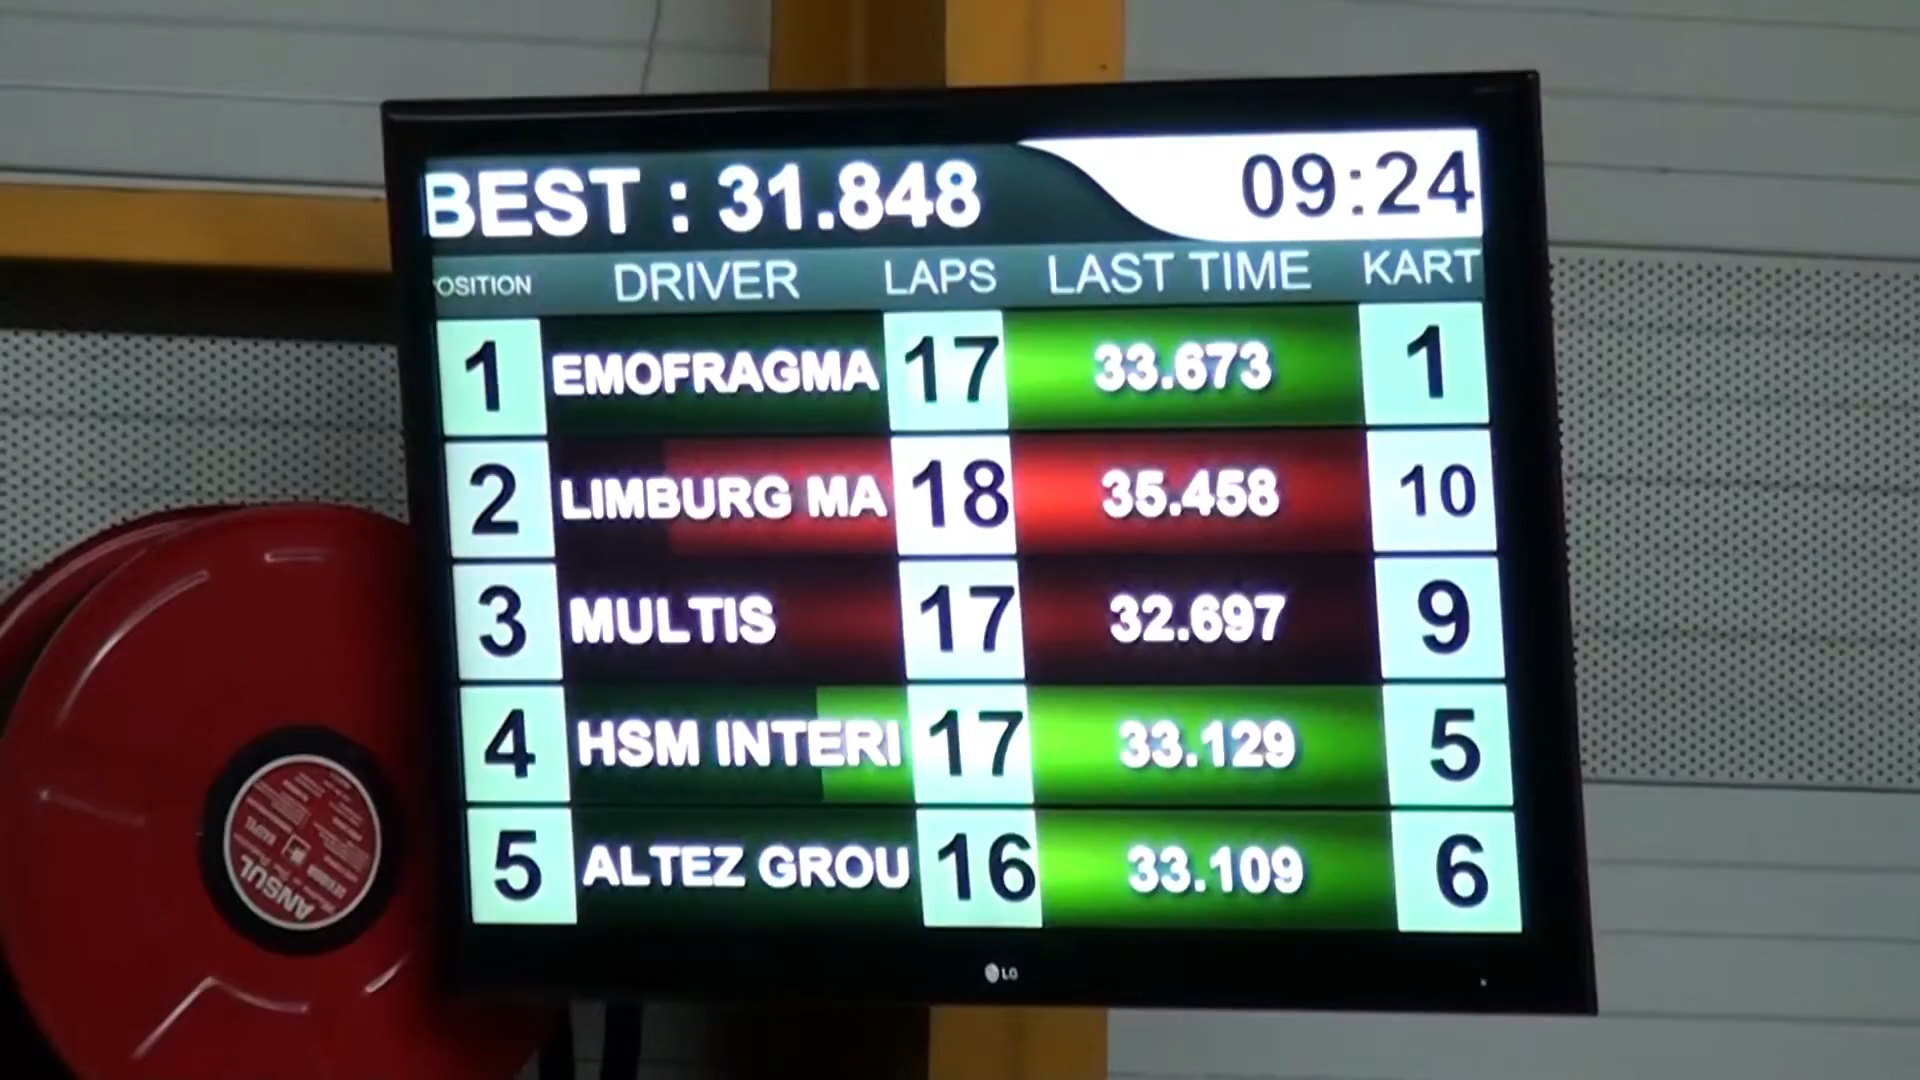 BEST : 31.848 09:24
OSITION DRIVER LAPS LAST TIME KART
1 EMOFRAGMA 17 33.673 1
2 LIMBURG MA 18 35.458 10
3 MULTIS 17 32.697 9
4 HSM INTERI 17 33.129 5
5 ALTEZ GROU 16 33.109 6
LG
ANSUL